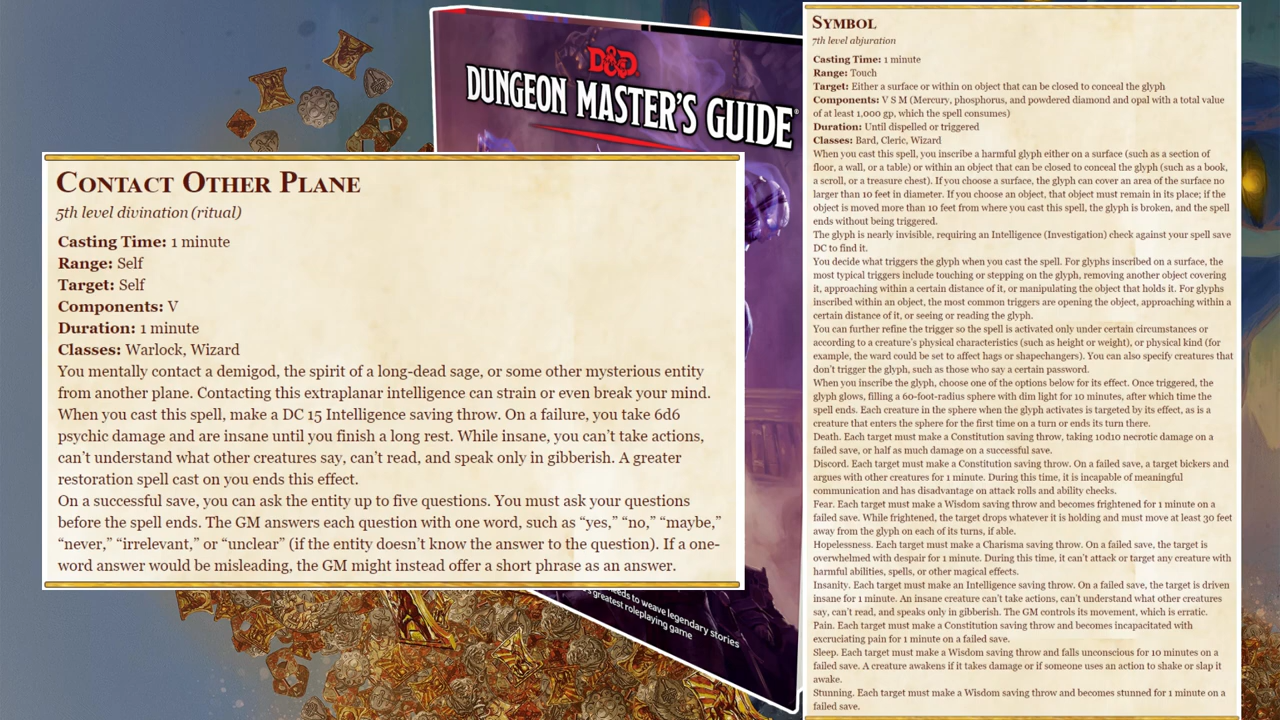 D&D
DUNGEON MASTER'S GUIDE
needs to weave legendary stories
greatest roleplaying game
CONTACT OTHER PLANE
5th level divination (ritual)
Casting Time: 1 minute
Range: Self
Target: Self
Components: V
Duration: 1 minute
Classes: Warlock, Wizard
You mentally contact a demigod, the spirit of a long-dead sage, or some other mysterious entity
from another plane. Contacting this extraplanar intelligence can strain or even break your mind.
When you cast this spell, make a DC 15 Intelligence saving throw. On a failure, you take 6d6
psychic damage and are insane until you finish a long rest. While insane, you can't take actions,
can't understand what other creatures say, can't read, and speak only in gibberish. A greater
restoration spell cast on you ends this effect.
On a successful save, you can ask the entity up to five questions. You must ask your questions
before the spell ends. The GM answers each question with one word, such as “yes,” “no,” “maybe,”
“never,” “irrelevant,” or “unclear” (if the entity doesn't know the answer to the question). If a one-
word answer would be misleading, the GM might instead offer a short phrase as an answer.
SYMBOL
7th level abjuration
Casting Time: 1 minute
Range: Touch
Target: Either a surface or within on object that can be closed to conceal the glyph
Components: V S M (Mercury, phosphorus, and powdered diamond and opal with a total value
of at least 1,000 gp, which the spell consumes)
Duration: Until dispelled or triggered
Classes: Bard, Cleric, Wizard
When you cast this spell, you inscribe a harmful glyph either on a surface (such as a section of
floor, a wall, or a table) or within an object that can be closed to conceal the glyph (such as a book,
a scroll, or a treasure chest). If you choose a surface, the glyph can cover an area of the surface no
larger than 10 feet in diameter. If you choose an object, that object must remain in its place; if the
object is moved more than 10 feet from where you cast this spell, the glyph is broken, and the spell
ends without being triggered.
The glyph is nearly invisible, requiring an Intelligence (Investigation) check against your spell save
DC to find it.
You decide what triggers the glyph when you cast the spell. For glyphs inscribed on a surface, the
most typical triggers include touching or stepping on the glyph, removing another object covering
it, approaching within a certain distance of it, or manipulating the object that holds it. For glyphs
inscribed within an object, the most common triggers are opening the object, approaching within a
certain distance of it, or seeing or reading the glyph.
You can further refine the trigger so the spell is activated only under certain circumstances or
according to a creature's physical characteristics (such as height or weight), or physical kind (for
example, the ward could be set to affect hags or shapechangers). You can also specify creatures that
don't trigger the glyph, such as those who say a certain password.
When you inscribe the glyph, choose one of the options below for its effect. Once triggered, the
glyph glows, filling a 60-foot-radius sphere with dim light for 10 minutes, after which time the
spell ends. Each creature in the sphere when the glyph activates is targeted by its effect, as is a
creature that enters the sphere for the first time on a turn or ends its turn there.
Death. Each target must make a Constitution saving throw, taking 10d10 necrotic damage on a
failed save, or half as much damage on a successful save.
Discord. Each target must make a Constitution saving throw. On a failed save, a target bickers and
argues with other creatures for 1 minute. During this time, it is incapable of meaningful
communication and has disadvantage on attack rolls and ability checks.
Fear. Each target must make a Wisdom saving throw and becomes frightened for 1 minute on a
failed save. While frightened, the target drops whatever it is holding and must move at least 30 feet
away from the glyph on each of its turns, if able.
Hopelessness. Each target must make a Charisma saving throw. On a failed save, the target is
overwhelmed with despair for 1 minute. During this time, it can't attack or target any creature with
harmful abilities, spells, or other magical effects.
Insanity. Each target must make an Intelligence saving throw. On a failed save, the target is driven
insane for 1 minute. An insane creature can't take actions, can't understand what other creatures
say, can't read, and speaks only in gibberish. The GM controls its movement, which is erratic.
Pain. Each target must make a Constitution saving throw and becomes incapacitated with
excruciating pain for 1 minute on a failed save.
Sleep. Each target must make a Wisdom saving throw and falls unconscious for 10 minutes on a
failed save. A creature awakens if it takes damage or if someone uses an action to shake or slap it
awake.
Stunning. Each target must make a Wisdom saving throw and becomes stunned for 1 minute on a
failed save.